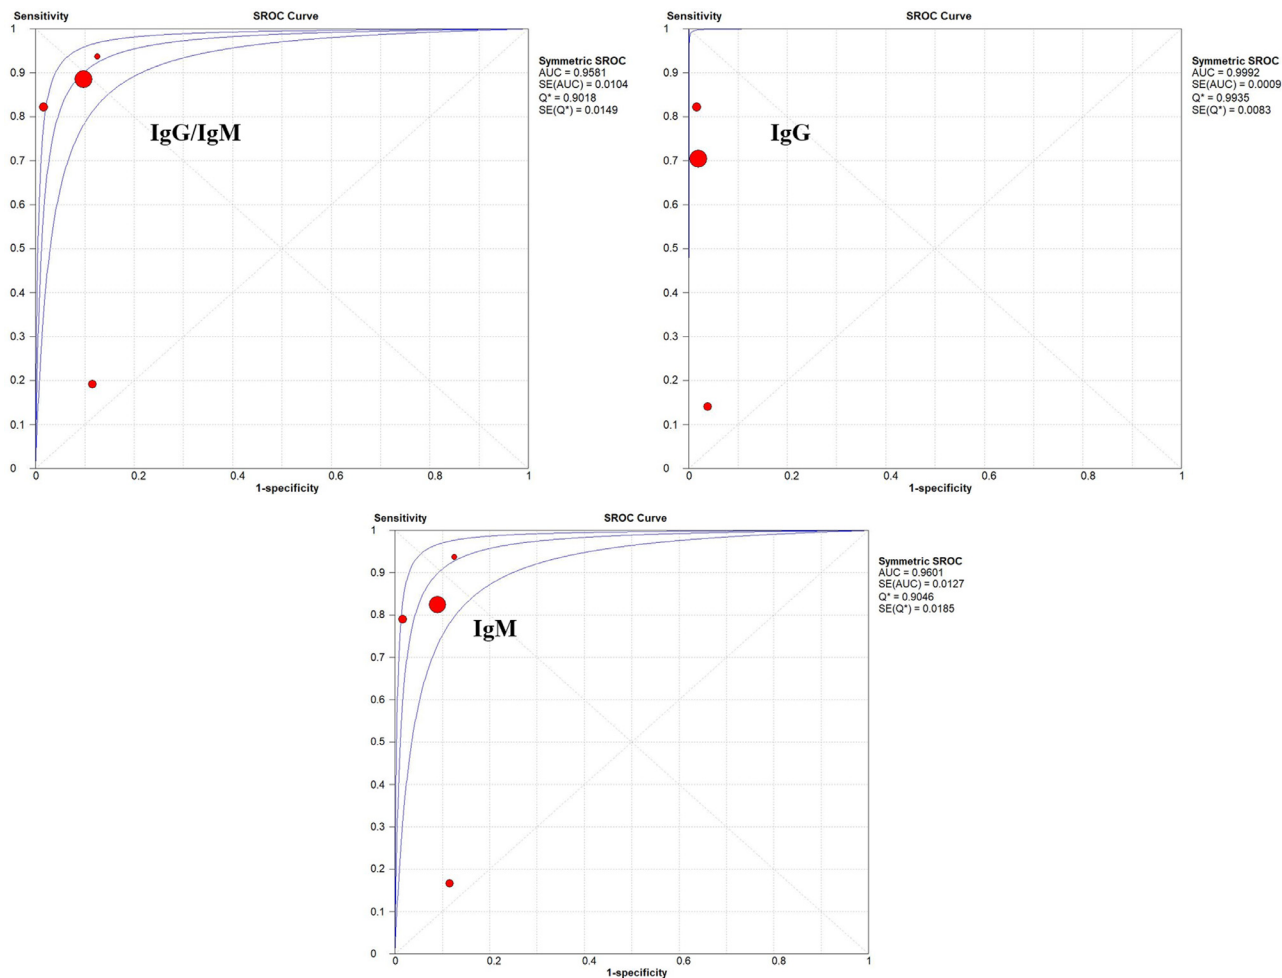 Sensitivity SROC Curve
1
0.9
0.8
0.7
0.6
0.5
0.4
0.3
0.2
0.1
0
0 0.2 0.4 0.6 0.8 1
1-specificity
IgG/IgM
Symmetric SROC
AUC = 0.9581
SE(AUC) = 0.0104
Q* = 0.9018
SE(Q*) = 0.0149
Sensitivity SROC Curve
1
0.9
0.8
0.7
0.6
0.5
0.4
0.3
0.2
0.1
0
0 0.2 0.4 0.6 0.8 1
1-specificity
IgG
Symmetric SROC
AUC = 0.9992
SE(AUC) = 0.0009
Q* = 0.9935
SE(Q*) = 0.0083
Sensitivity SROC Curve
1
0.9
0.8
0.7
0.6
0.5
0.4
0.3
0.2
0.1
0
0 0.2 0.4 0.6 0.8 1
1-specificity
IgM
Symmetric SROC
AUC = 0.9601
SE(AUC) = 0.0127
Q* = 0.9046
SE(Q*) = 0.0185